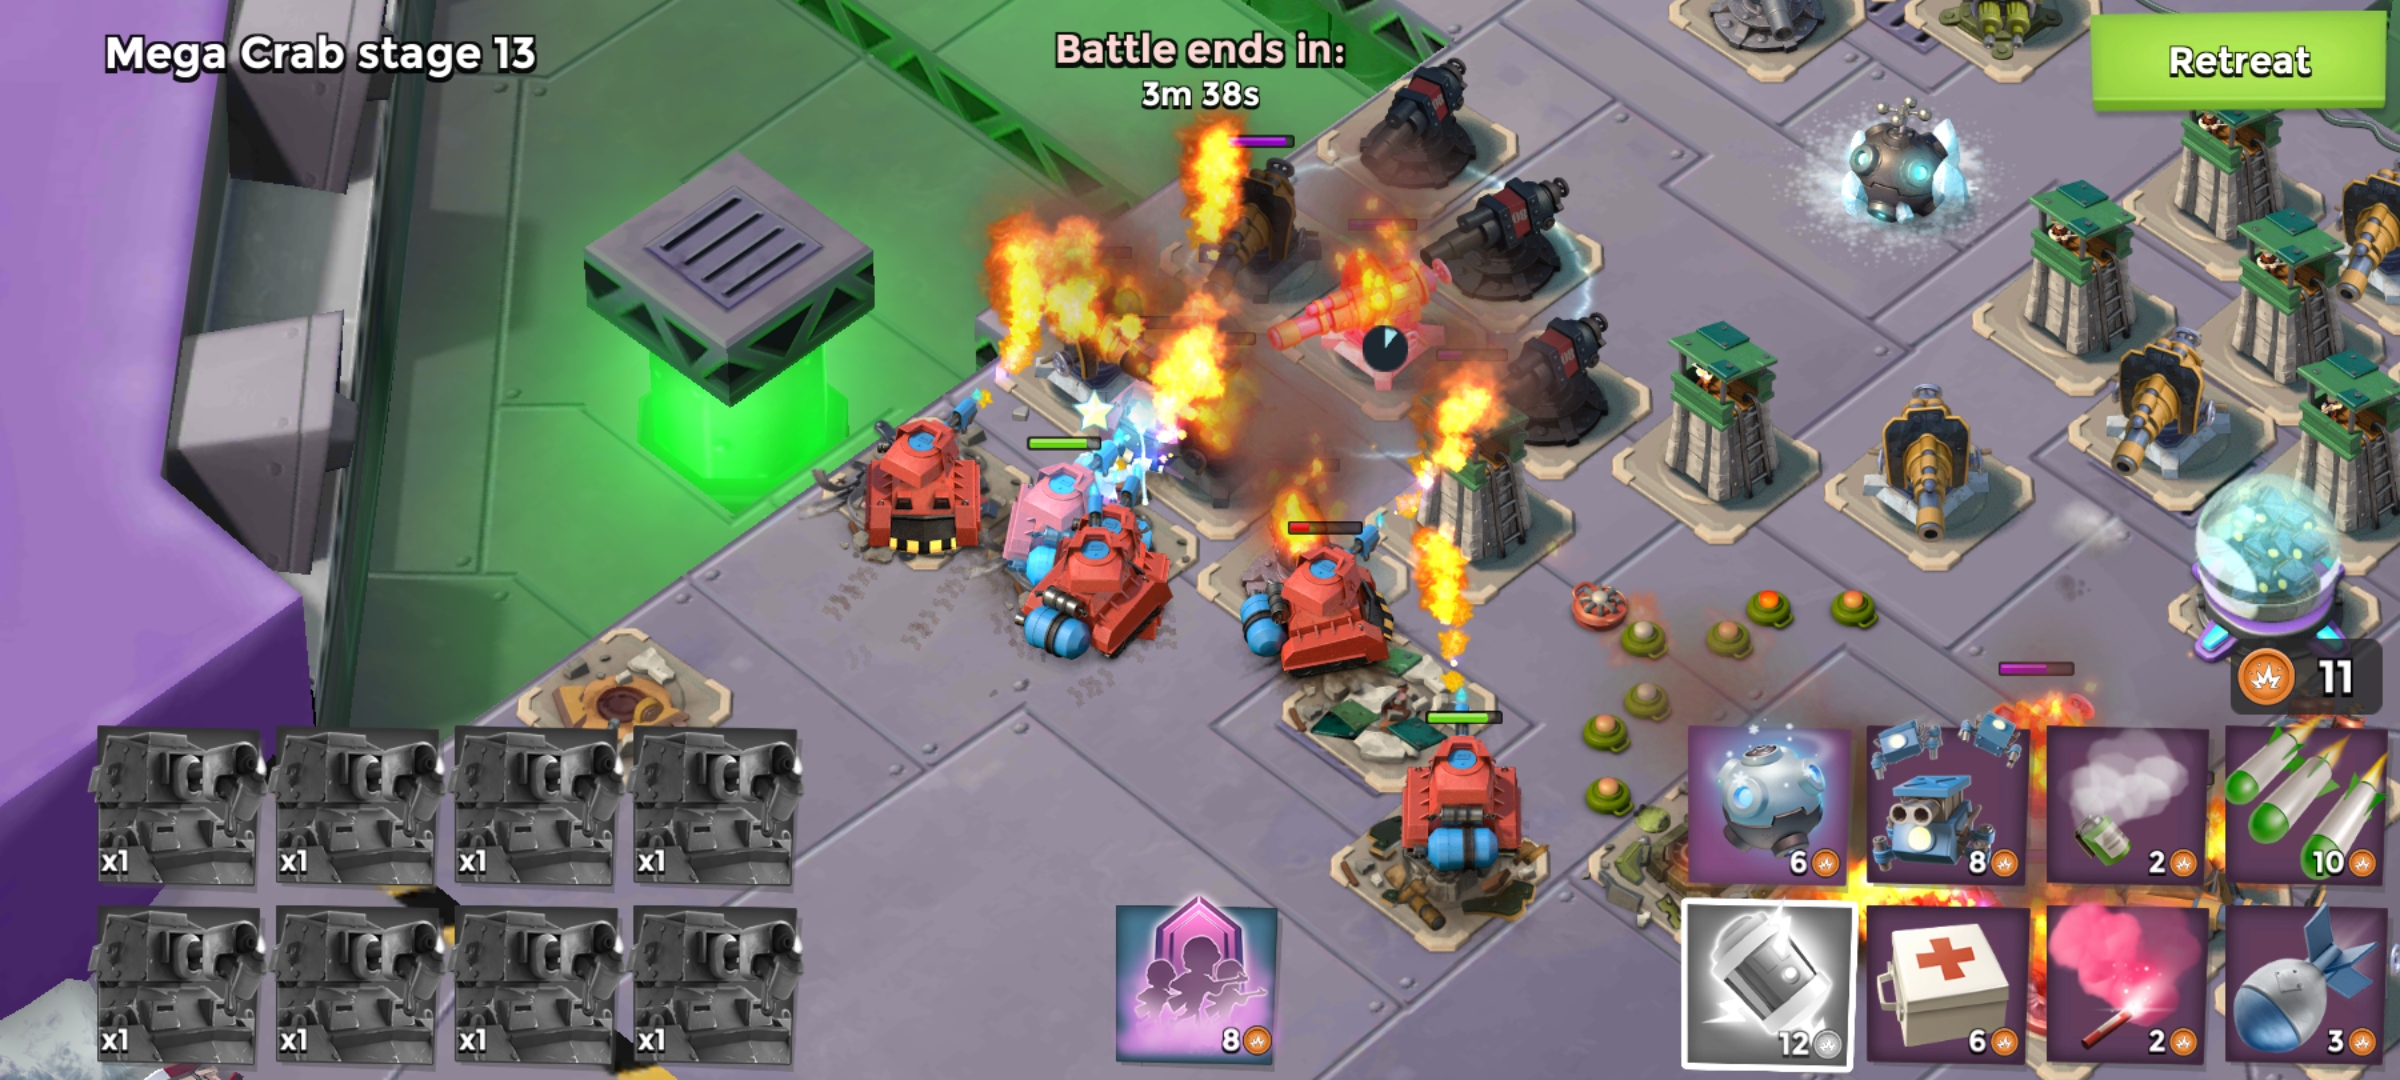 Mega Crab stage 13
Battle ends in:
3m 38s
Retreat
11
x1
x1
x1
x1
6
8
2
10
x1
x1
x1
x1
8
12
6
2
3